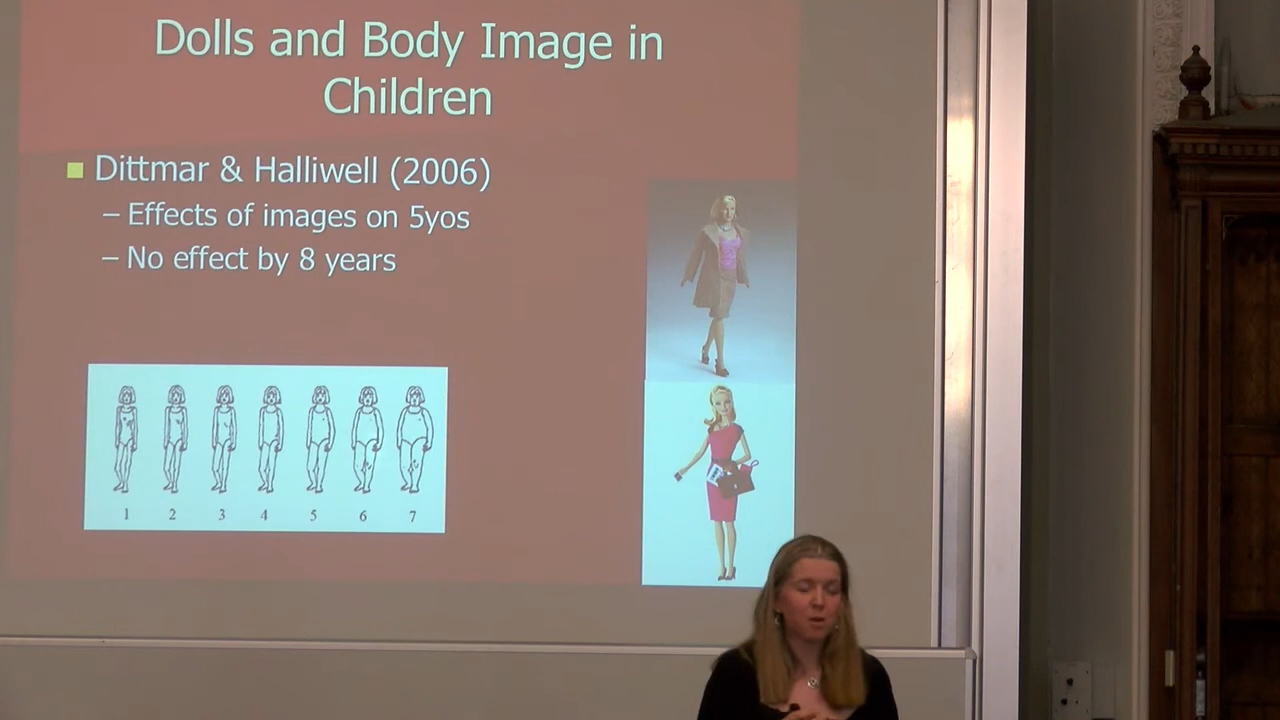 Dolls and Body Image in
Children
Dittmar & Halliwell (2006)
– Effects of images on 5yos
– No effect by 8 years
1 2 3 4 5 6 7